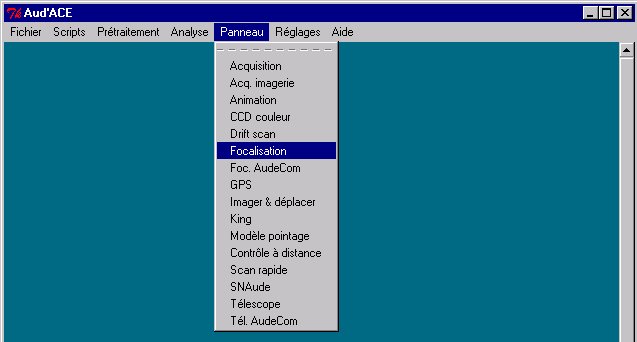 Aud'ACE
Fichier Scripts Prétraitement Analyse Panneau Réglages Aide
Acquisition
Acq. imagerie
Animation
CCD couleur
Drift scan
Focalisation
Foc. AudeCom
GPS
Imager & déplacer
King
Modèle pointage
Contrôle à distance
Scan rapide
SNAude
Télescope
Tél. AudeCom